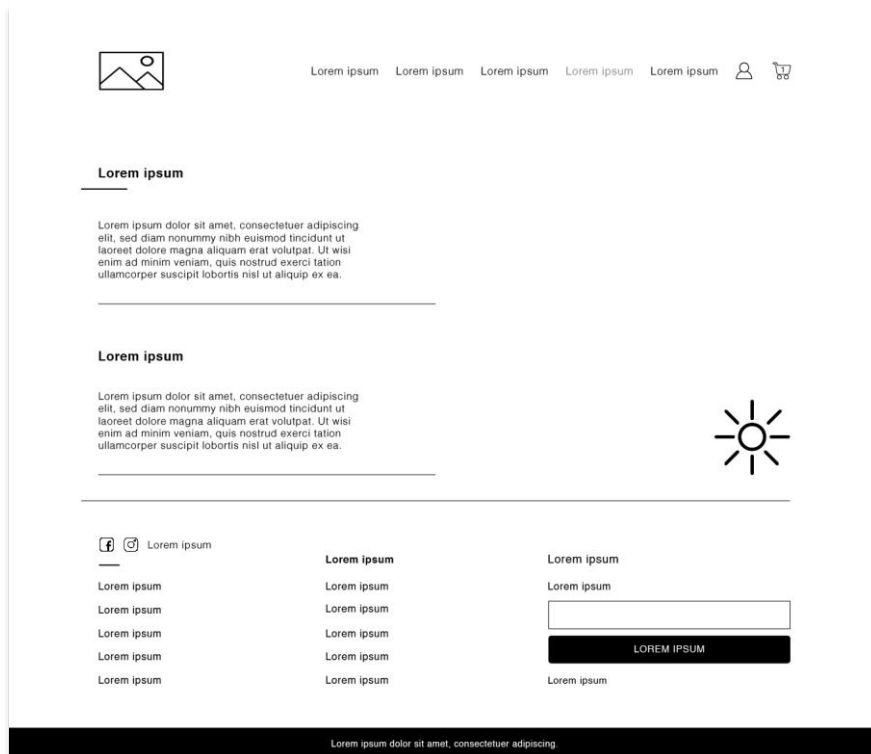 Lorem ipsum
Lorem ipsum
Lorem ipsum
Lorem ipsum
Lorem ipsum
1
Lorem ipsum
Lorem ipsum dolor sit amet, consectetuer adipiscing
elit, sed diam nonummy nibh euismod tincidunt ut
laoreet dolore magna aliquam erat volutpat. Ut wisi
enim ad minim veniam, quis nostrud exerci tation
ullamcorper suscipit lobortis nisl ut aliquip ex ea.
Lorem ipsum
Lorem ipsum dolor sit amet, consectetuer adipiscing
elit, sed diam nonummy nibh euismod tincidunt ut
laoreet dolore magna aliquam erat volutpat. Ut wisi
enim ad minim veniam, quis nostrud exerci tation
ullamcorper suscipit lobortis nisl ut aliquip ex ea.
Lorem ipsum
Lorem ipsum
Lorem ipsum
Lorem ipsum
Lorem ipsum
Lorem ipsum
Lorem ipsum
Lorem ipsum
Lorem ipsum
Lorem ipsum
Lorem ipsum
Lorem ipsum
Lorem ipsum
Lorem ipsum
LOREM IPSUM
Lorem ipsum
Lorem ipsum dolor sit amet, consectetuer adipiscing.